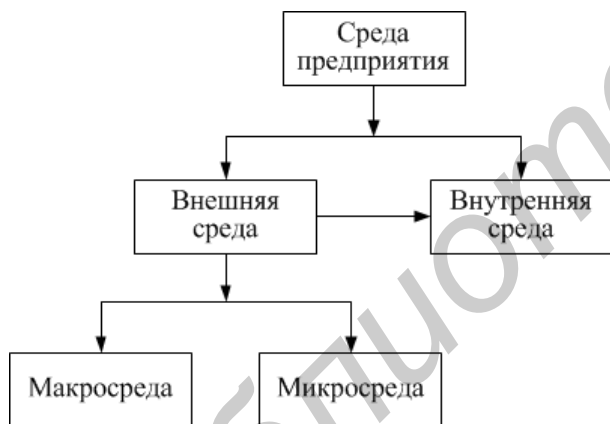 Среда
предприятия
Внешняя
среда
Внутренняя
среда
Макросреда
Микросреда